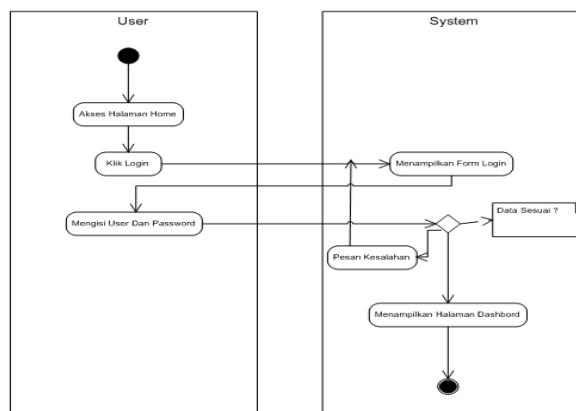 User
System
Akses Halaman Home
Klik Login
Menampilkan Form Login
Mengisi User Dan Password
Data Sesuai ?
Pesan Kesalahan
Menampilkan Halaman Dashbord